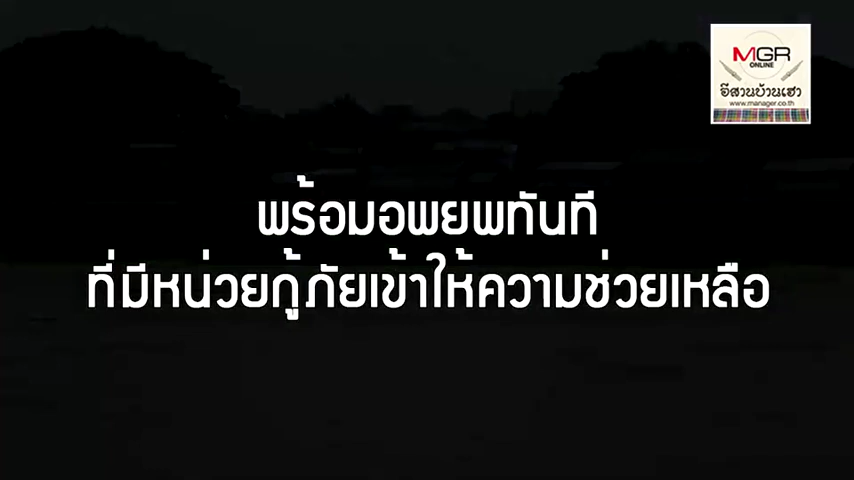 MGR
ONLINE
อีสานบ้านเฮา
www.manager.co.th
พร้อมอพยพทันที
ที่มีหน่วยกู้ภัยเข้าให้ความช่วยเหลือ